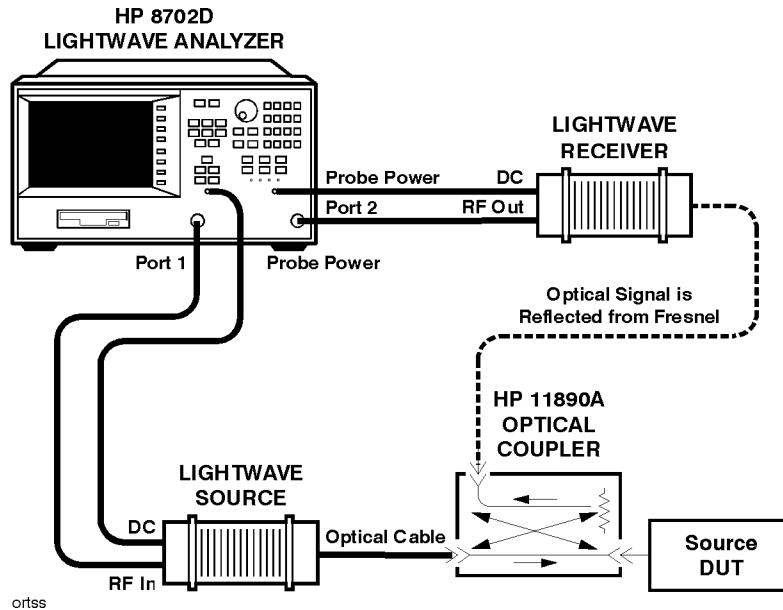 HP 8702D
LIGHTWAVE ANALYZER
LIGHTWAVE
RECEIVER
Probe Power
DC
Port 2
RF Out
Port 1
Probe Power
Optical Signal is
Reflected from Fresnel
HP 11890A
OPTICAL
COUPLER
LIGHTWAVE
SOURCE
DC
Optical Cable
RF In
Source
DUT
ortss